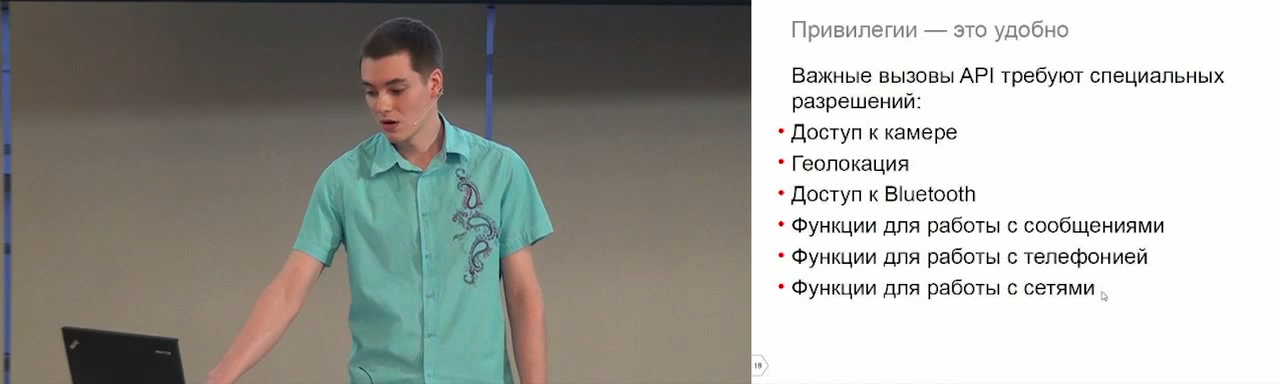 Привилегии — это удобно
Важные вызовы API требуют специальных
разрешений:
• Доступ к камере
• Геолокация
• Доступ к Bluetooth
• Функции для работы с сообщениями
• Функции для работы с телефонией
• Функции для работы с сетями
18